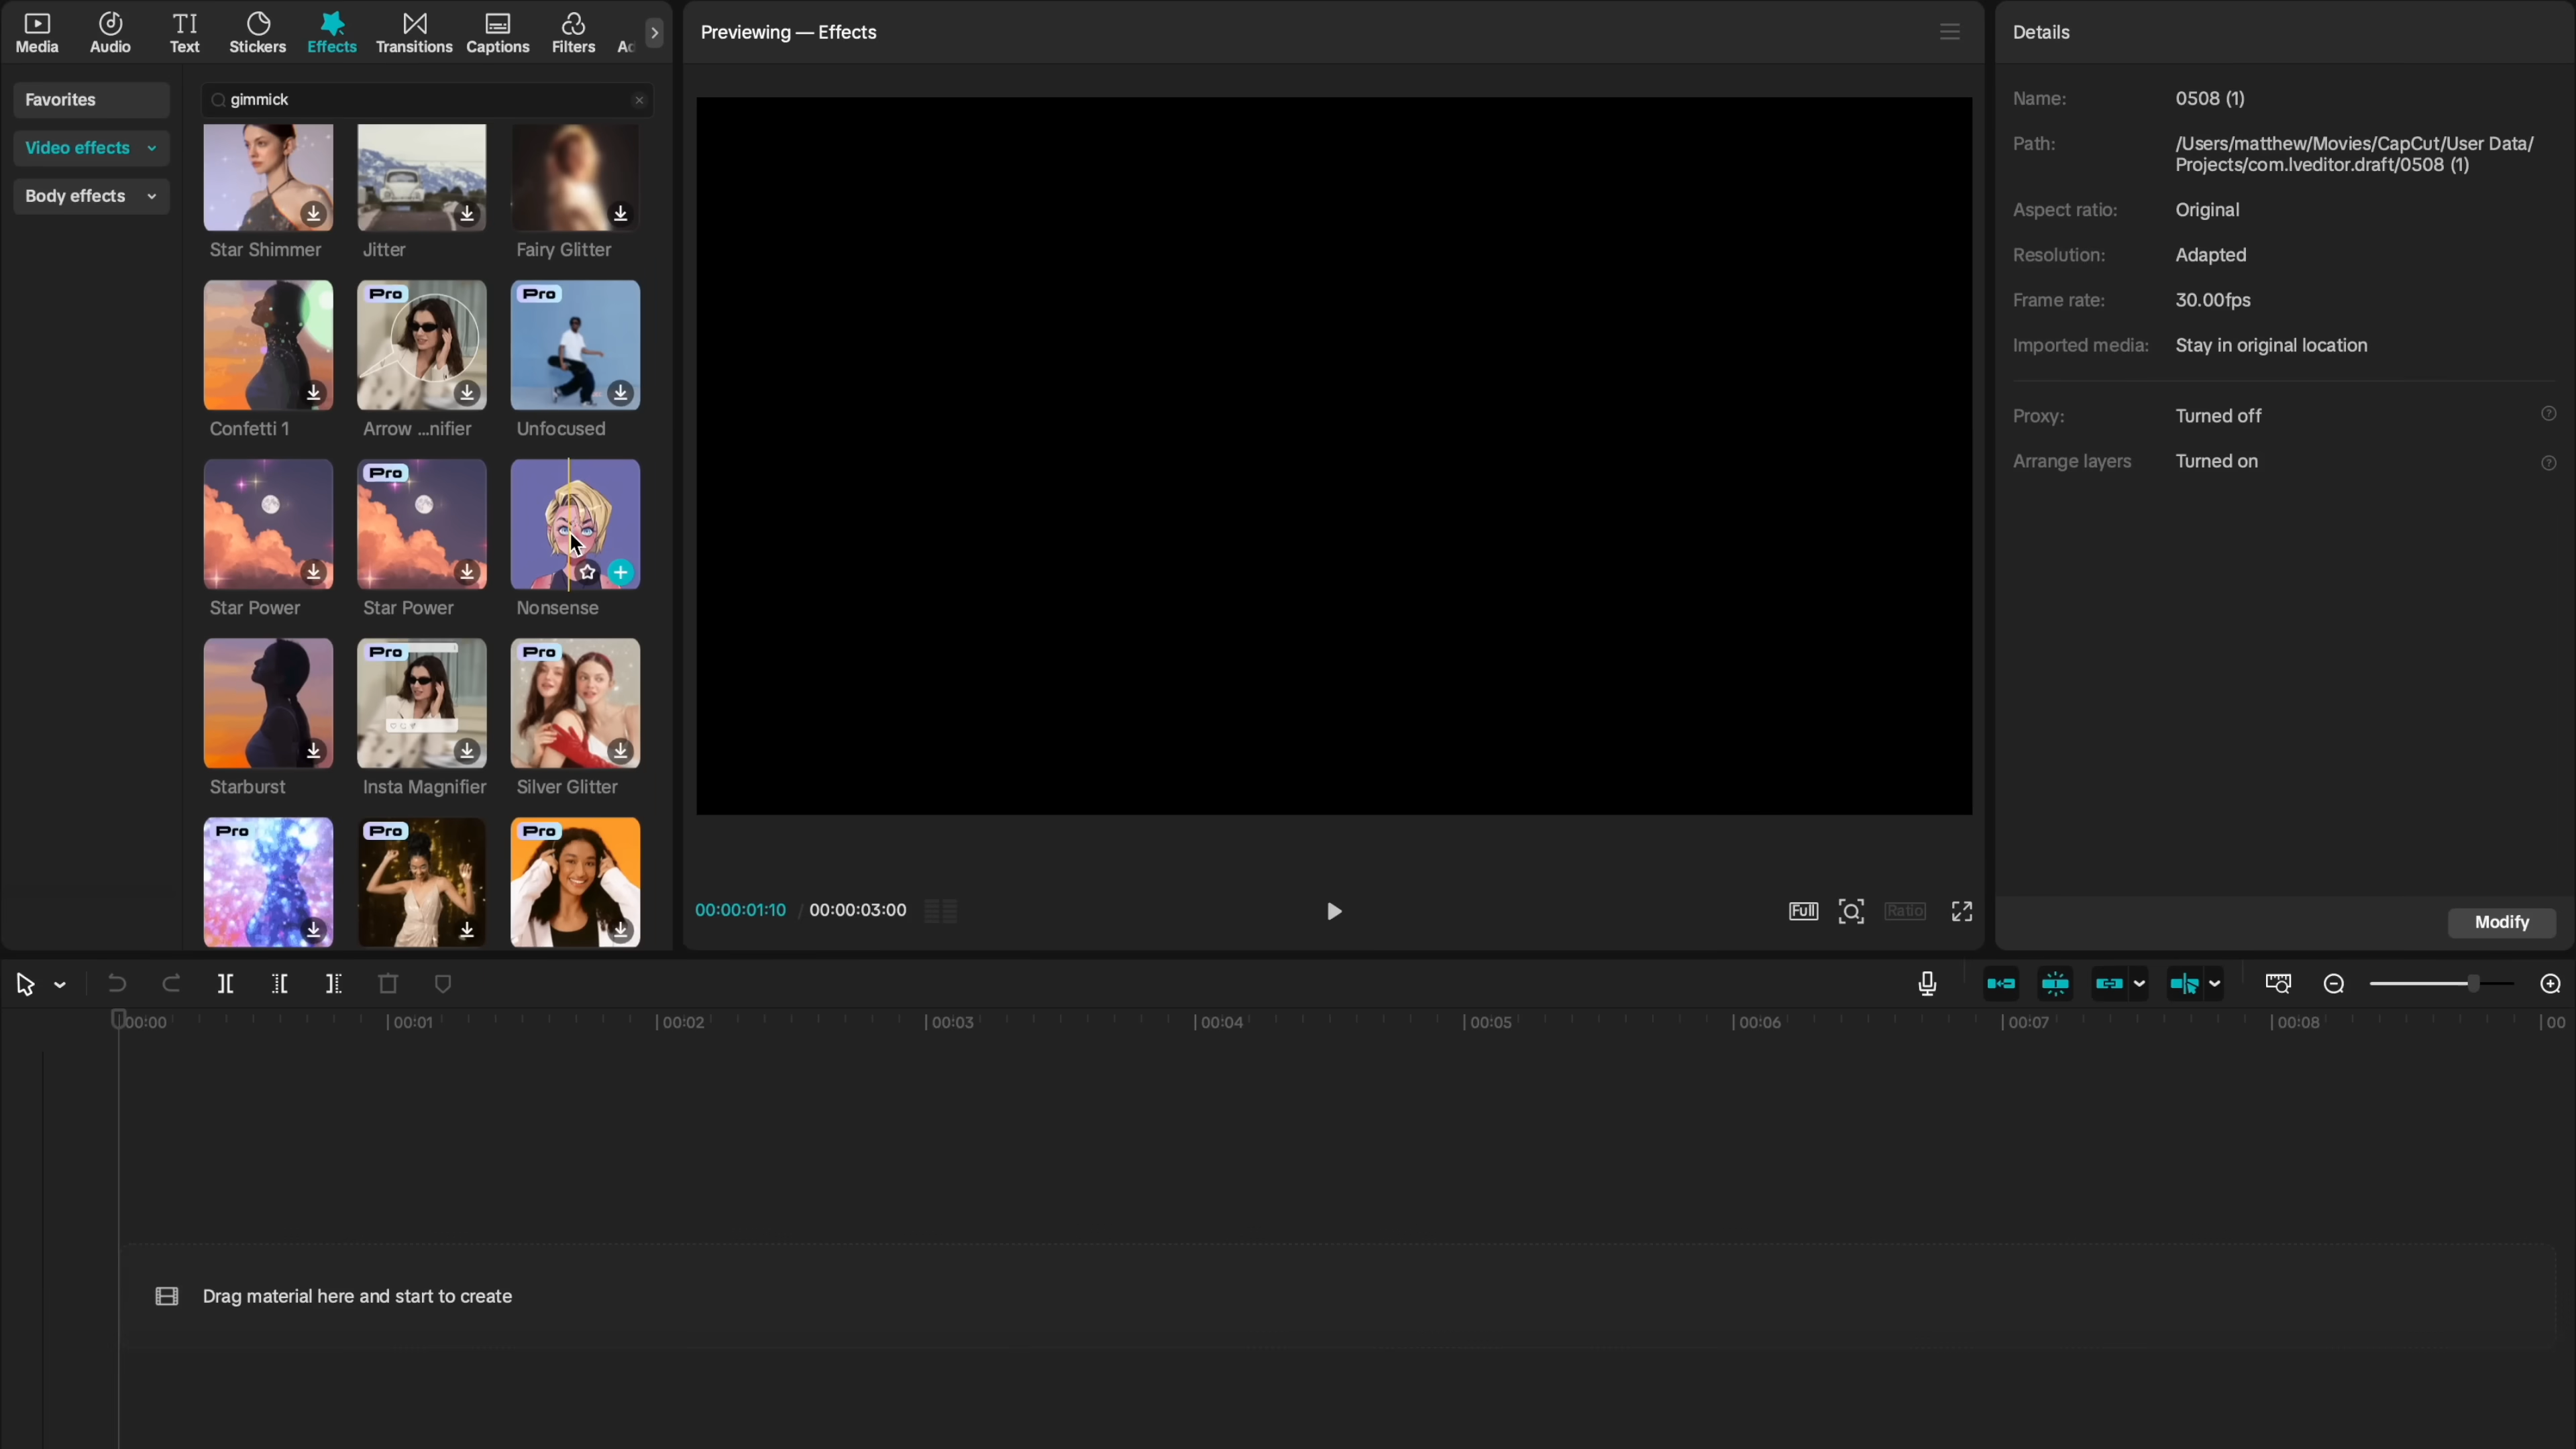 Media
Audio
Text
Stickers
Effects
Transitions
Captions
Filters
Favorites
Video effects
Body effects
gimmick
Star Shimmer
Jitter
Fairy Glitter
Pro
Pro
Confetti 1
Arrow ...nifier
Unfocused
Pro
Star Power
Star Power
Nonsense
Pro
Pro
Starburst
Insta Magnifier
Silver Glitter
Pro
Pro
Pro
Previewing — Effects
00:00:01:10 / 00:00:03:00
Full
Ratio
Details
Name: 0508 (1)
Path: /Users/matthew/Movies/CapCut/User Data/
Projects/com.lveditor.draft/0508 (1)
Aspect ratio: Original
Resolution: Adapted
Frame rate: 30.00fps
Imported media: Stay in original location
Proxy: Turned off
Arrange layers Turned on
Modify
00:00 00:01 00:02 00:03 00:04 00:05 00:06 00:07 00:08 00
Drag material here and start to create